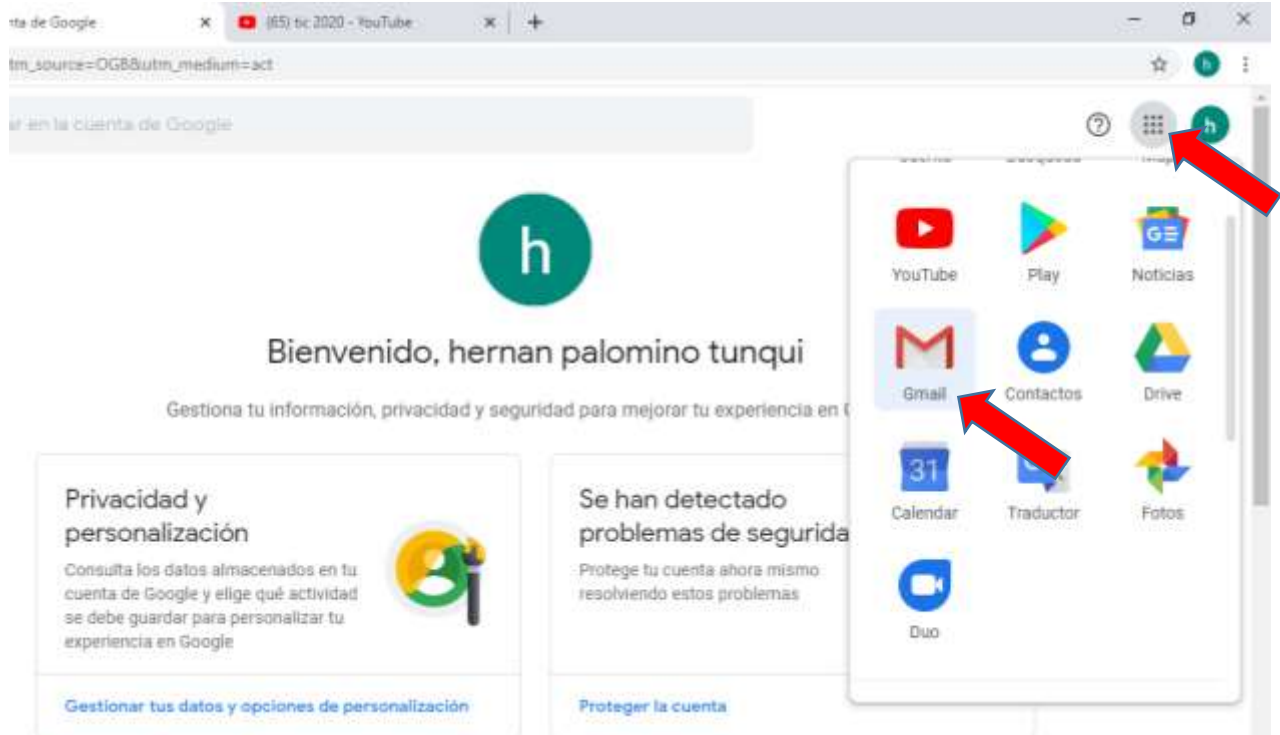 nta de Google
(65) tic 2020 - YouTube
tm_source=OGB&utm_medium=act
h
ar en la cuenta de Google
h
h
Bienvenido, hernan palomino tunqui
Gestiona tu información, privacidad y seguridad para mejorar tu experiencia en
Privacidad y
personalización
Consulta los datos almacenados en tu
cuenta de Google y elige qué actividad
se debe guardar para personalizar tu
experiencia en Google
Gestionar tus datos y opciones de personalización
Se han detectado
problemas de segurida
Protege tu cuenta ahora mismo
resolviendo estos problemas
Proteger la cuenta
YouTube
Play
GE
Noticias
Gmail
Contactos
Drive
31
Calendar
Traductor
Fotos
Duo